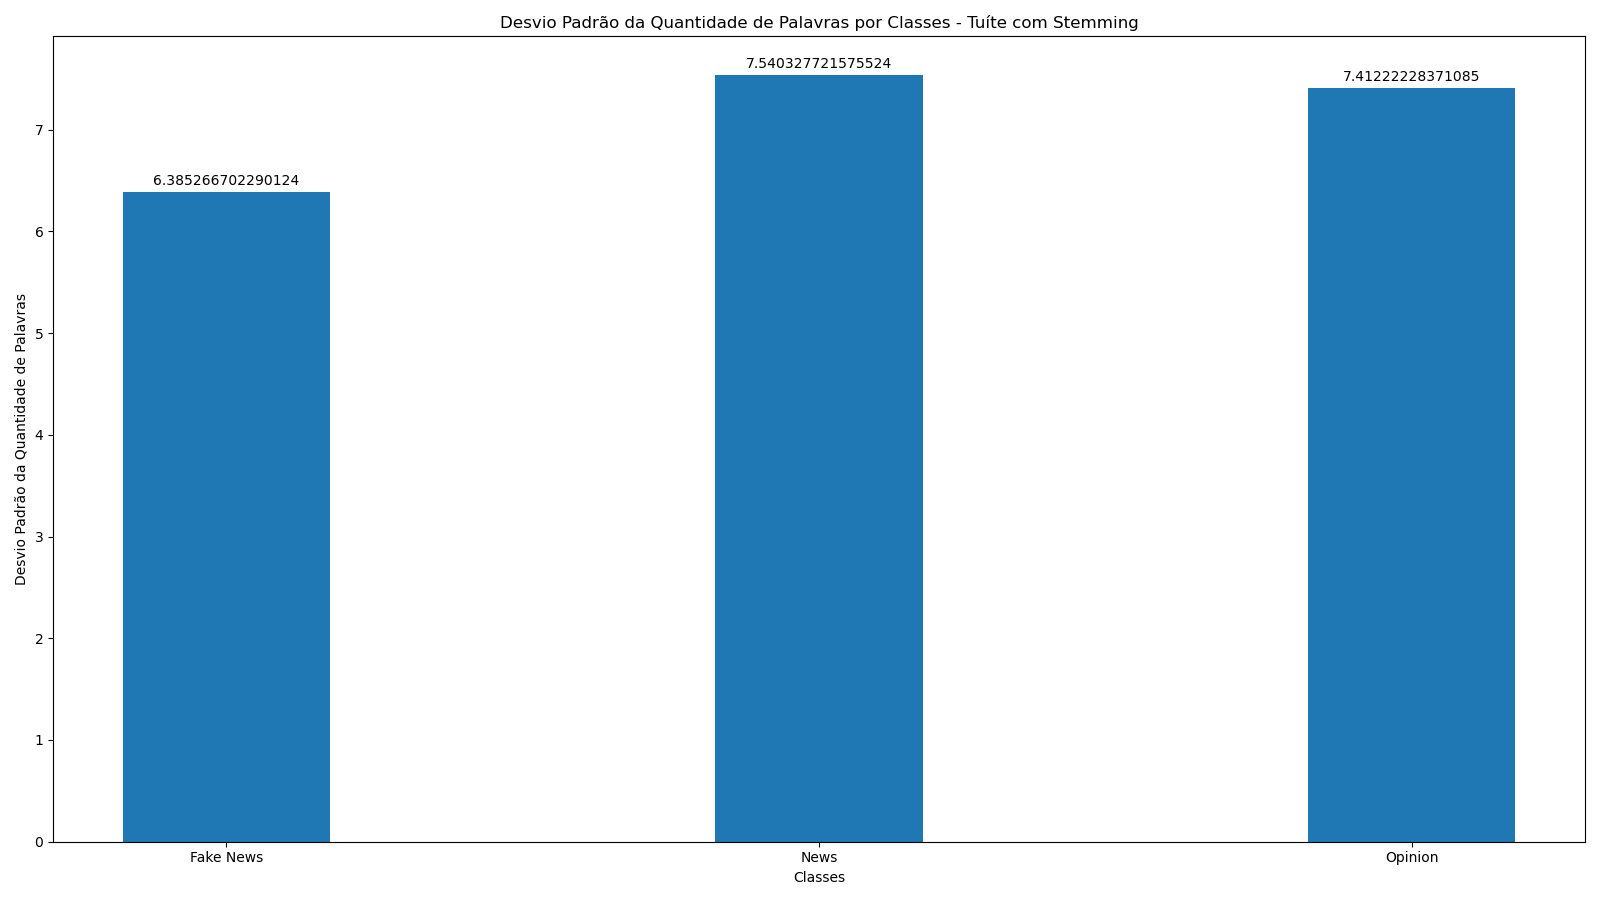 Desvio Padrão da Quantidade de Palavras por Classes - Tuíte com Stemming
Desvio Padrão da Quantidade de Palavras
7
6
5
4
3
2
1
0
6.385266702290124
7.540327721575524
7.41222228371085
Fake News
News
Opinion
Classes